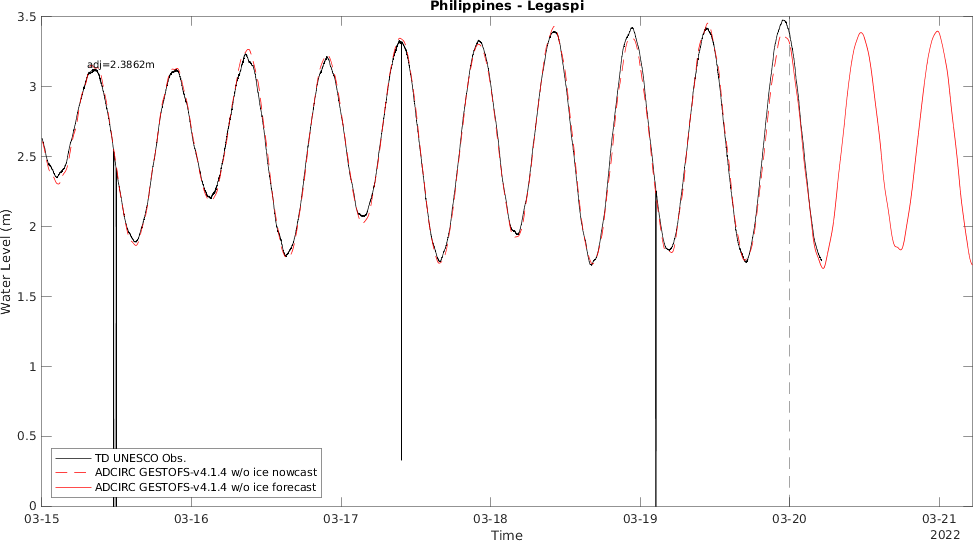 Philippines - Legaspi
3.5
adj=2.3862m
3
2.5
2
1.5
1
0.5
0
Water Level (m)
TD UNESCO Obs.
ADCIRC GESTOFS-v4.1.4 w/o ice nowcast
ADCIRC GESTOFS-v4.1.4 w/o ice forecast
03-15 03-16 03-17 03-18 03-19 03-20 03-21
Time
2022